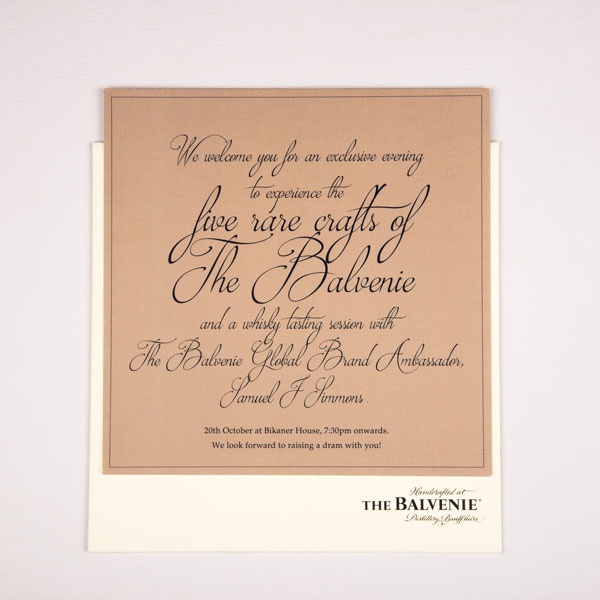 We welcome you for an exclusive evening
to experience the
five rare crafts of
The Balvenie
and a whisky tasting session with
The Balvenie Global Brand Ambassador,
Samuel J Simmons.
20th October at Bikaner House, 7:30pm onwards.
We look forward to raising a dram with you!
Handcrafted at
THE BALVENIE®
Distillery, Banffshire